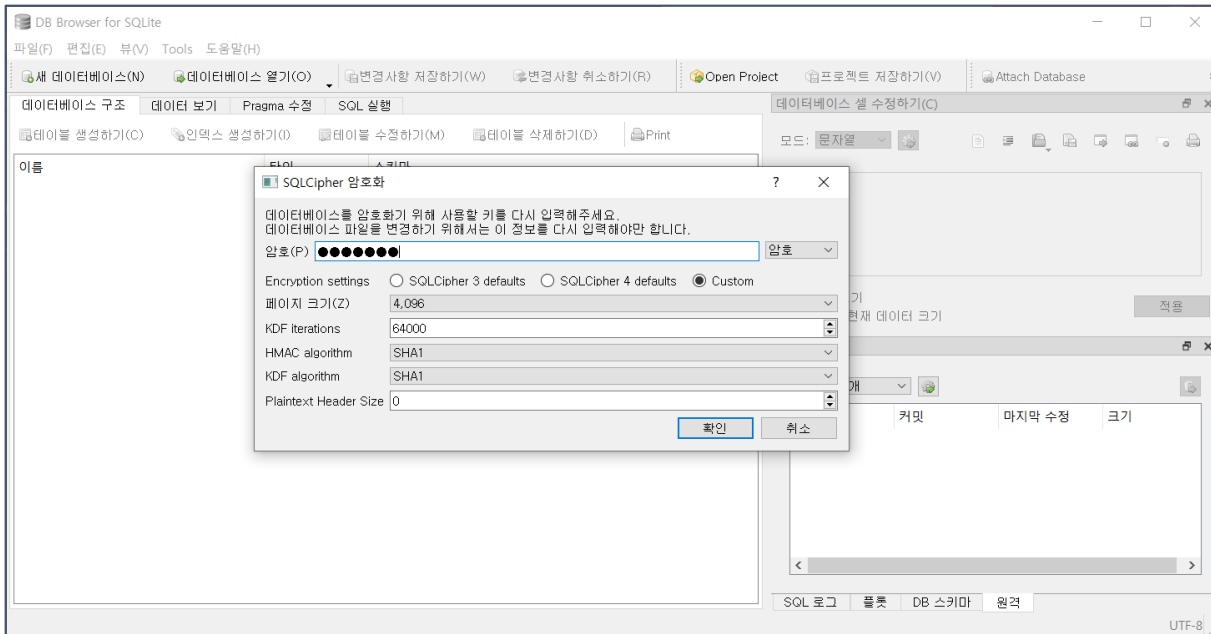 DB Browser for SQLite
파일(F) 편집(E) 뷰(V) Tools 도움말(H)
새 데이터베이스(N) 데이터베이스 열기(O) 변경사항 저장하기(W) 변경사항 취소하기(R) Open Project 프로젝트 저장하기(V) Attach Database
데이터베이스 구조 데이터 보기 Pragma 수정 SQL 실행
데이터베이스 셀 수정하기(C)
테이블 생성하기(C) 인덱스 생성하기(I) 테이블 수정하기(M) 테이블 삭제하기(D) Print
모드: 문자열
이름 타입 스키마
SQLCipher 암호화
데이터베이스를 암호화기 위해 사용할 키를 다시 입력해주세요.
데이터베이스 파일을 변경하기 위해서는 이 정보를 다시 입력해야만 합니다.
암호(P) ●●●●●●● 암호
Encryption settings SQLCipher 3 defaults SQLCipher 4 defaults Custom
페이지 크기(Z) 4,096
KDF iterations 64000
HMAC algorithm SHA1
KDF algorithm SHA1
Plaintext Header Size 0
확인 취소
기
현재 데이터 크기
적용
개
커밋 마지막 수정 크기
SQL 로그 플롯 DB 스키마 원격
UTF-8